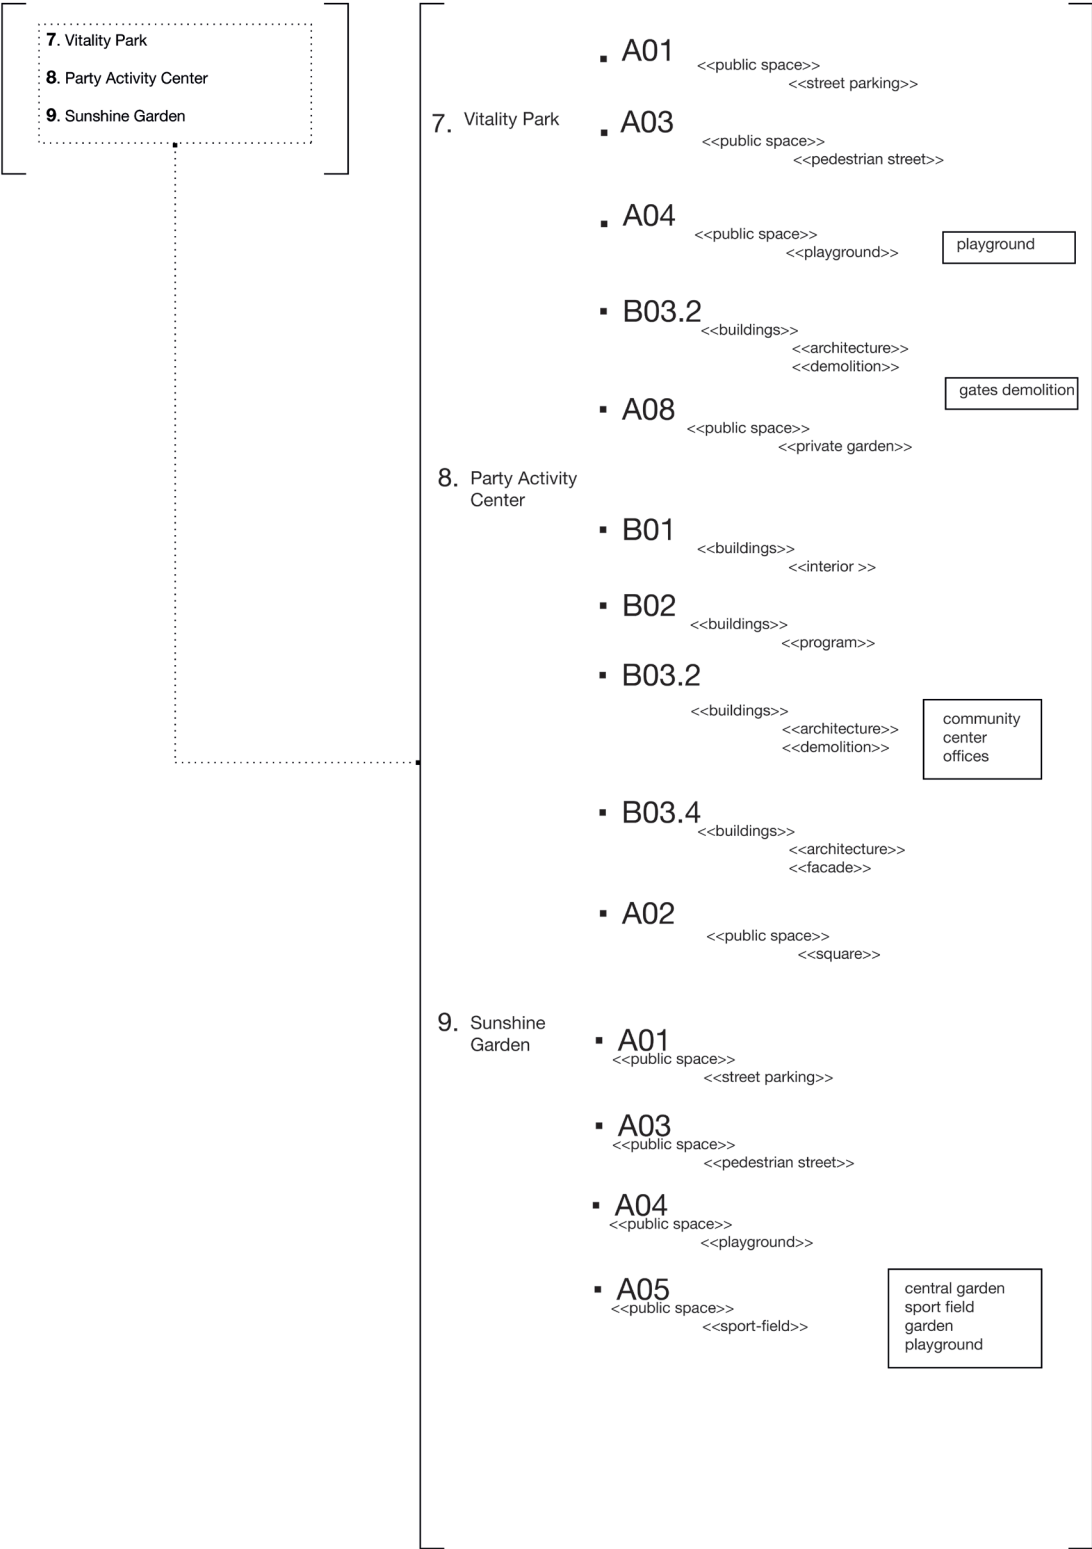 7. Vitality Park
8. Party Activity Center
9. Sunshine Garden
7. Vitality Park
A01
<<public space>>
<<street parking>>
A03
<<public space>>
<<pedestrian street>>
A04
<<public space>>
<<playground>>
playground
B03.2
<<buildings>>
<<architecture>>
<<demolition>>
gates demolition
A08
<<public space>>
<<private garden>>
8. Party Activity
Center
B01
<<buildings>>
<<interior >>
B02
<<buildings>>
<<program>>
B03.2
<<buildings>>
<<architecture>>
<<demolition>>
community
center
offices
B03.4
<<buildings>>
<<architecture>>
<<facade>>
A02
<<public space>>
<<square>>
9. Sunshine
Garden
A01
<<public space>>
<<street parking>>
A03
<<public space>>
<<pedestrian street>>
A04
<<public space>>
<<playground>>
A05
<<public space>>
<<sport-field>>
central garden
sport field
garden
playground